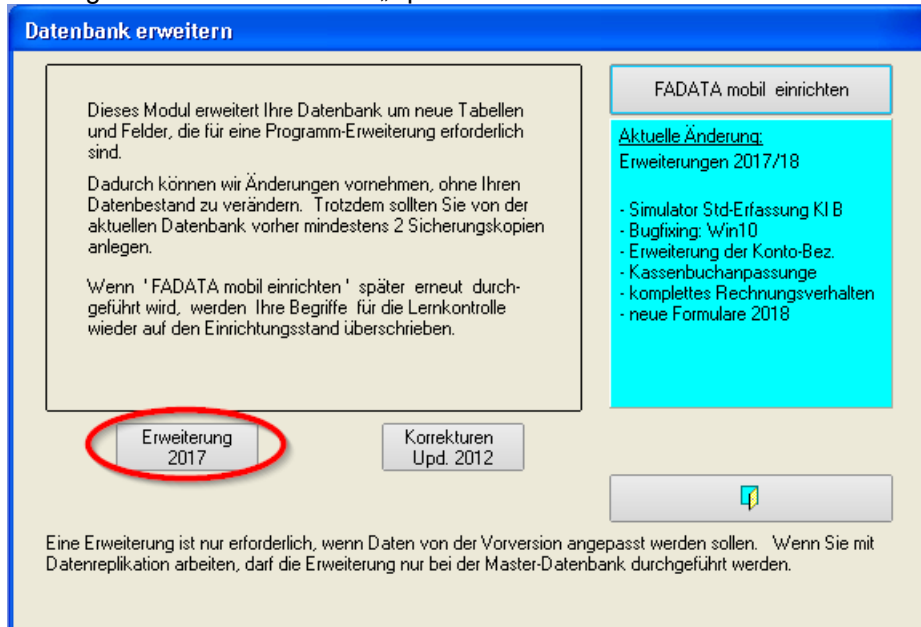 Datenbank erweitern
Dieses Modul erweitert Ihre Datenbank um neue Tabellen
und Felder, die für eine Programm-Erweiterung erforderlich
sind.
Dadurch können wir Änderungen vornehmen, ohne Ihren
Datenbestand zu verändern. Trotzdem sollten Sie von der
aktuellen Datenbank vorher mindestens 2 Sicherungskopien
anlegen.
Wenn 'FADATA mobil einrichten' später erneut durch-
geführt wird, werden Ihre Begriffe für die Lernkontrolle
wieder auf den Einrichtungsstand überschrieben.
FADATA mobil einrichten
Aktuelle Änderung:
Erweiterungen 2017/18
- Simulator Std-Erfassung Kl B
- Bugfixing: Win10
- Erweiterung der Konto-Bez.
- Kassenbuchanpassunge
- komplettes Rechnungsverhalten
- neue Formulare 2018
Erweiterung
2017
Korrekturen
Upd. 2012
Eine Erweiterung ist nur erforderlich, wenn Daten von der Vorversion angepasst werden sollen. Wenn Sie mit
Datenreplikation arbeiten, darf die Erweiterung nur bei der Master-Datenbank durchgeführt werden.